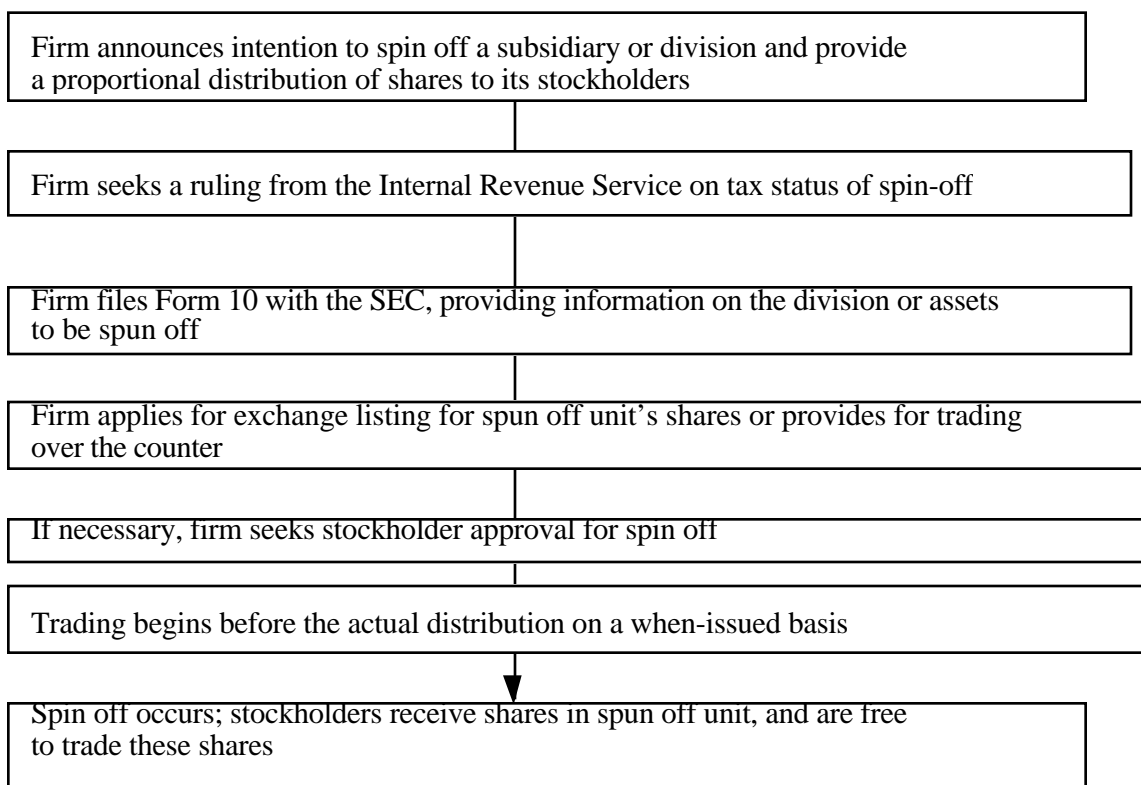 Firm announces intention to spin off a subsidiary or division and provide
a proportional distribution of shares to its stockholders
Firm seeks a ruling from the Internal Revenue Service on tax status of spin-off
Firm files Form 10 with the SEC, providing information on the division or assets
to be spun off
Firm applies for exchange listing for spun off unit’s shares or provides for trading
over the counter
If necessary, firm seeks stockholder approval for spin off
Trading begins before the actual distribution on a when-issued basis
Spin off occurs; stockholders receive shares in spun off unit, and are free
to trade these shares